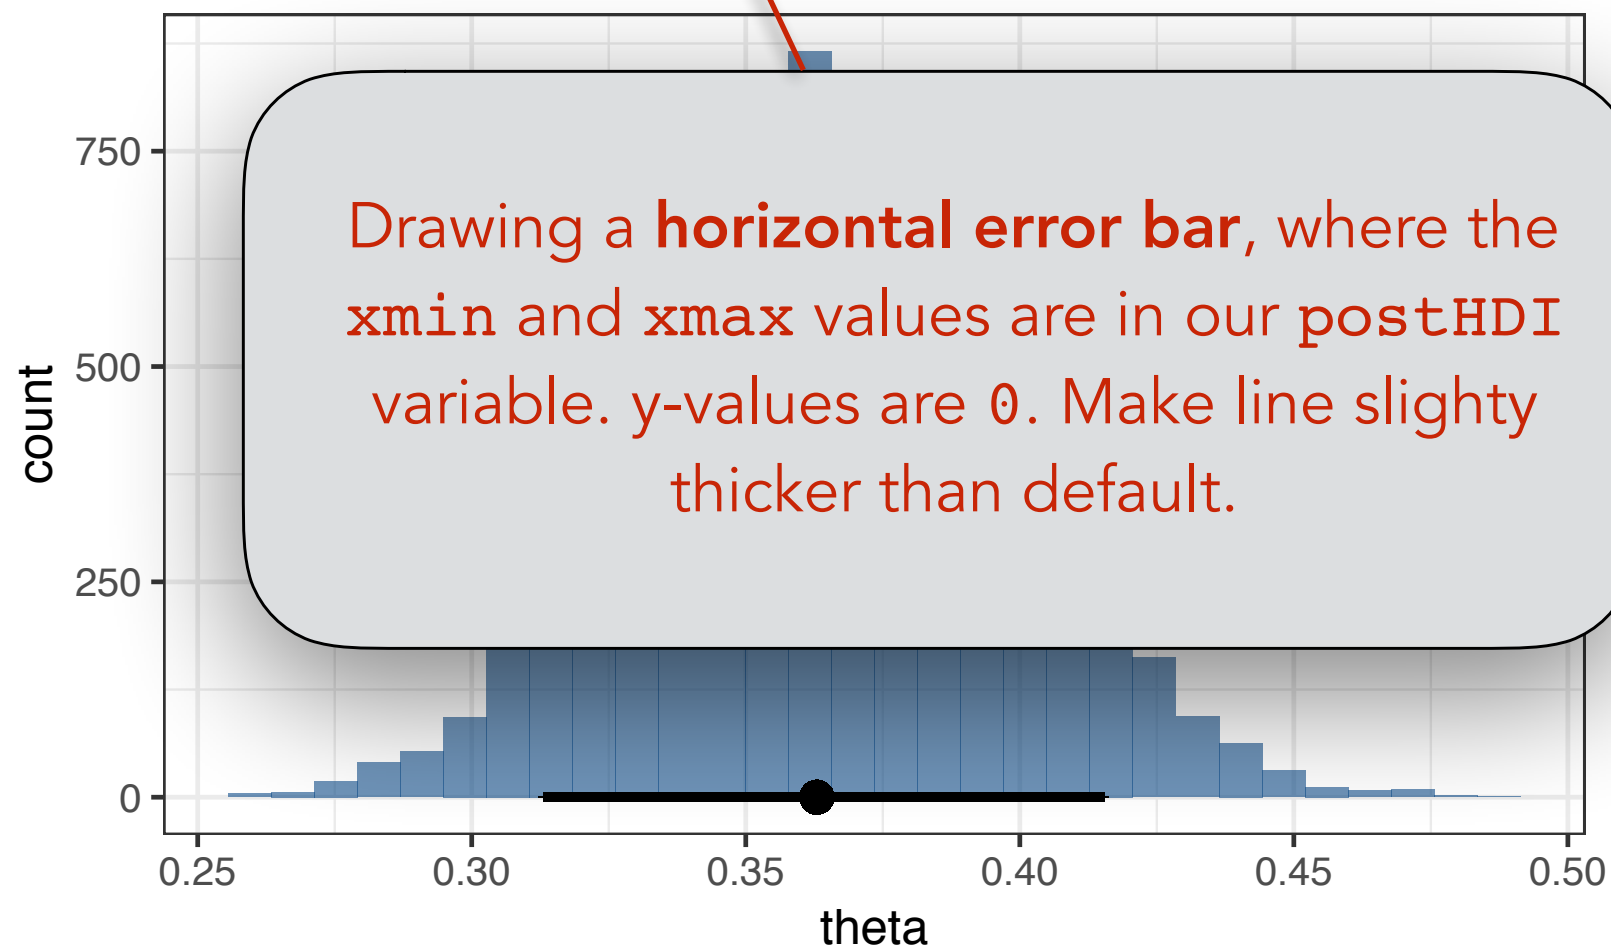 750
500
250
0
count
Drawing a horizontal error bar, where the
xmin and xmax values are in our postHDI
variable. y-values are 0. Make line slighty
thicker than default.
0.25 0.30 0.35 0.40 0.45 0.50
theta